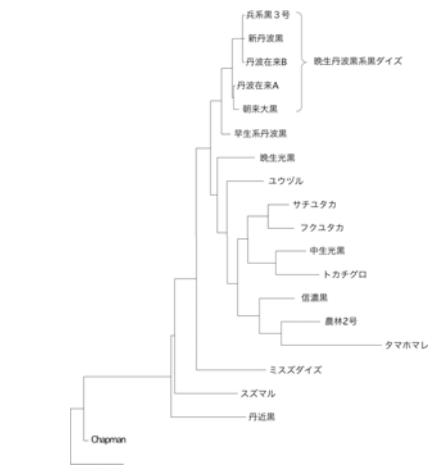 兵系黒３号
新丹波黒
丹波在来B
晩生丹波黒系黒ダイズ
丹波在来A
朝来大黒
早生系丹波黒
晩生光黒
ユウヅル
サチユタカ
フクユタカ
中生光黒
トカチグロ
信濃黒
農林2号
タマホマレ
ミスズダイズ
スズマル
丹近黒
Chapman